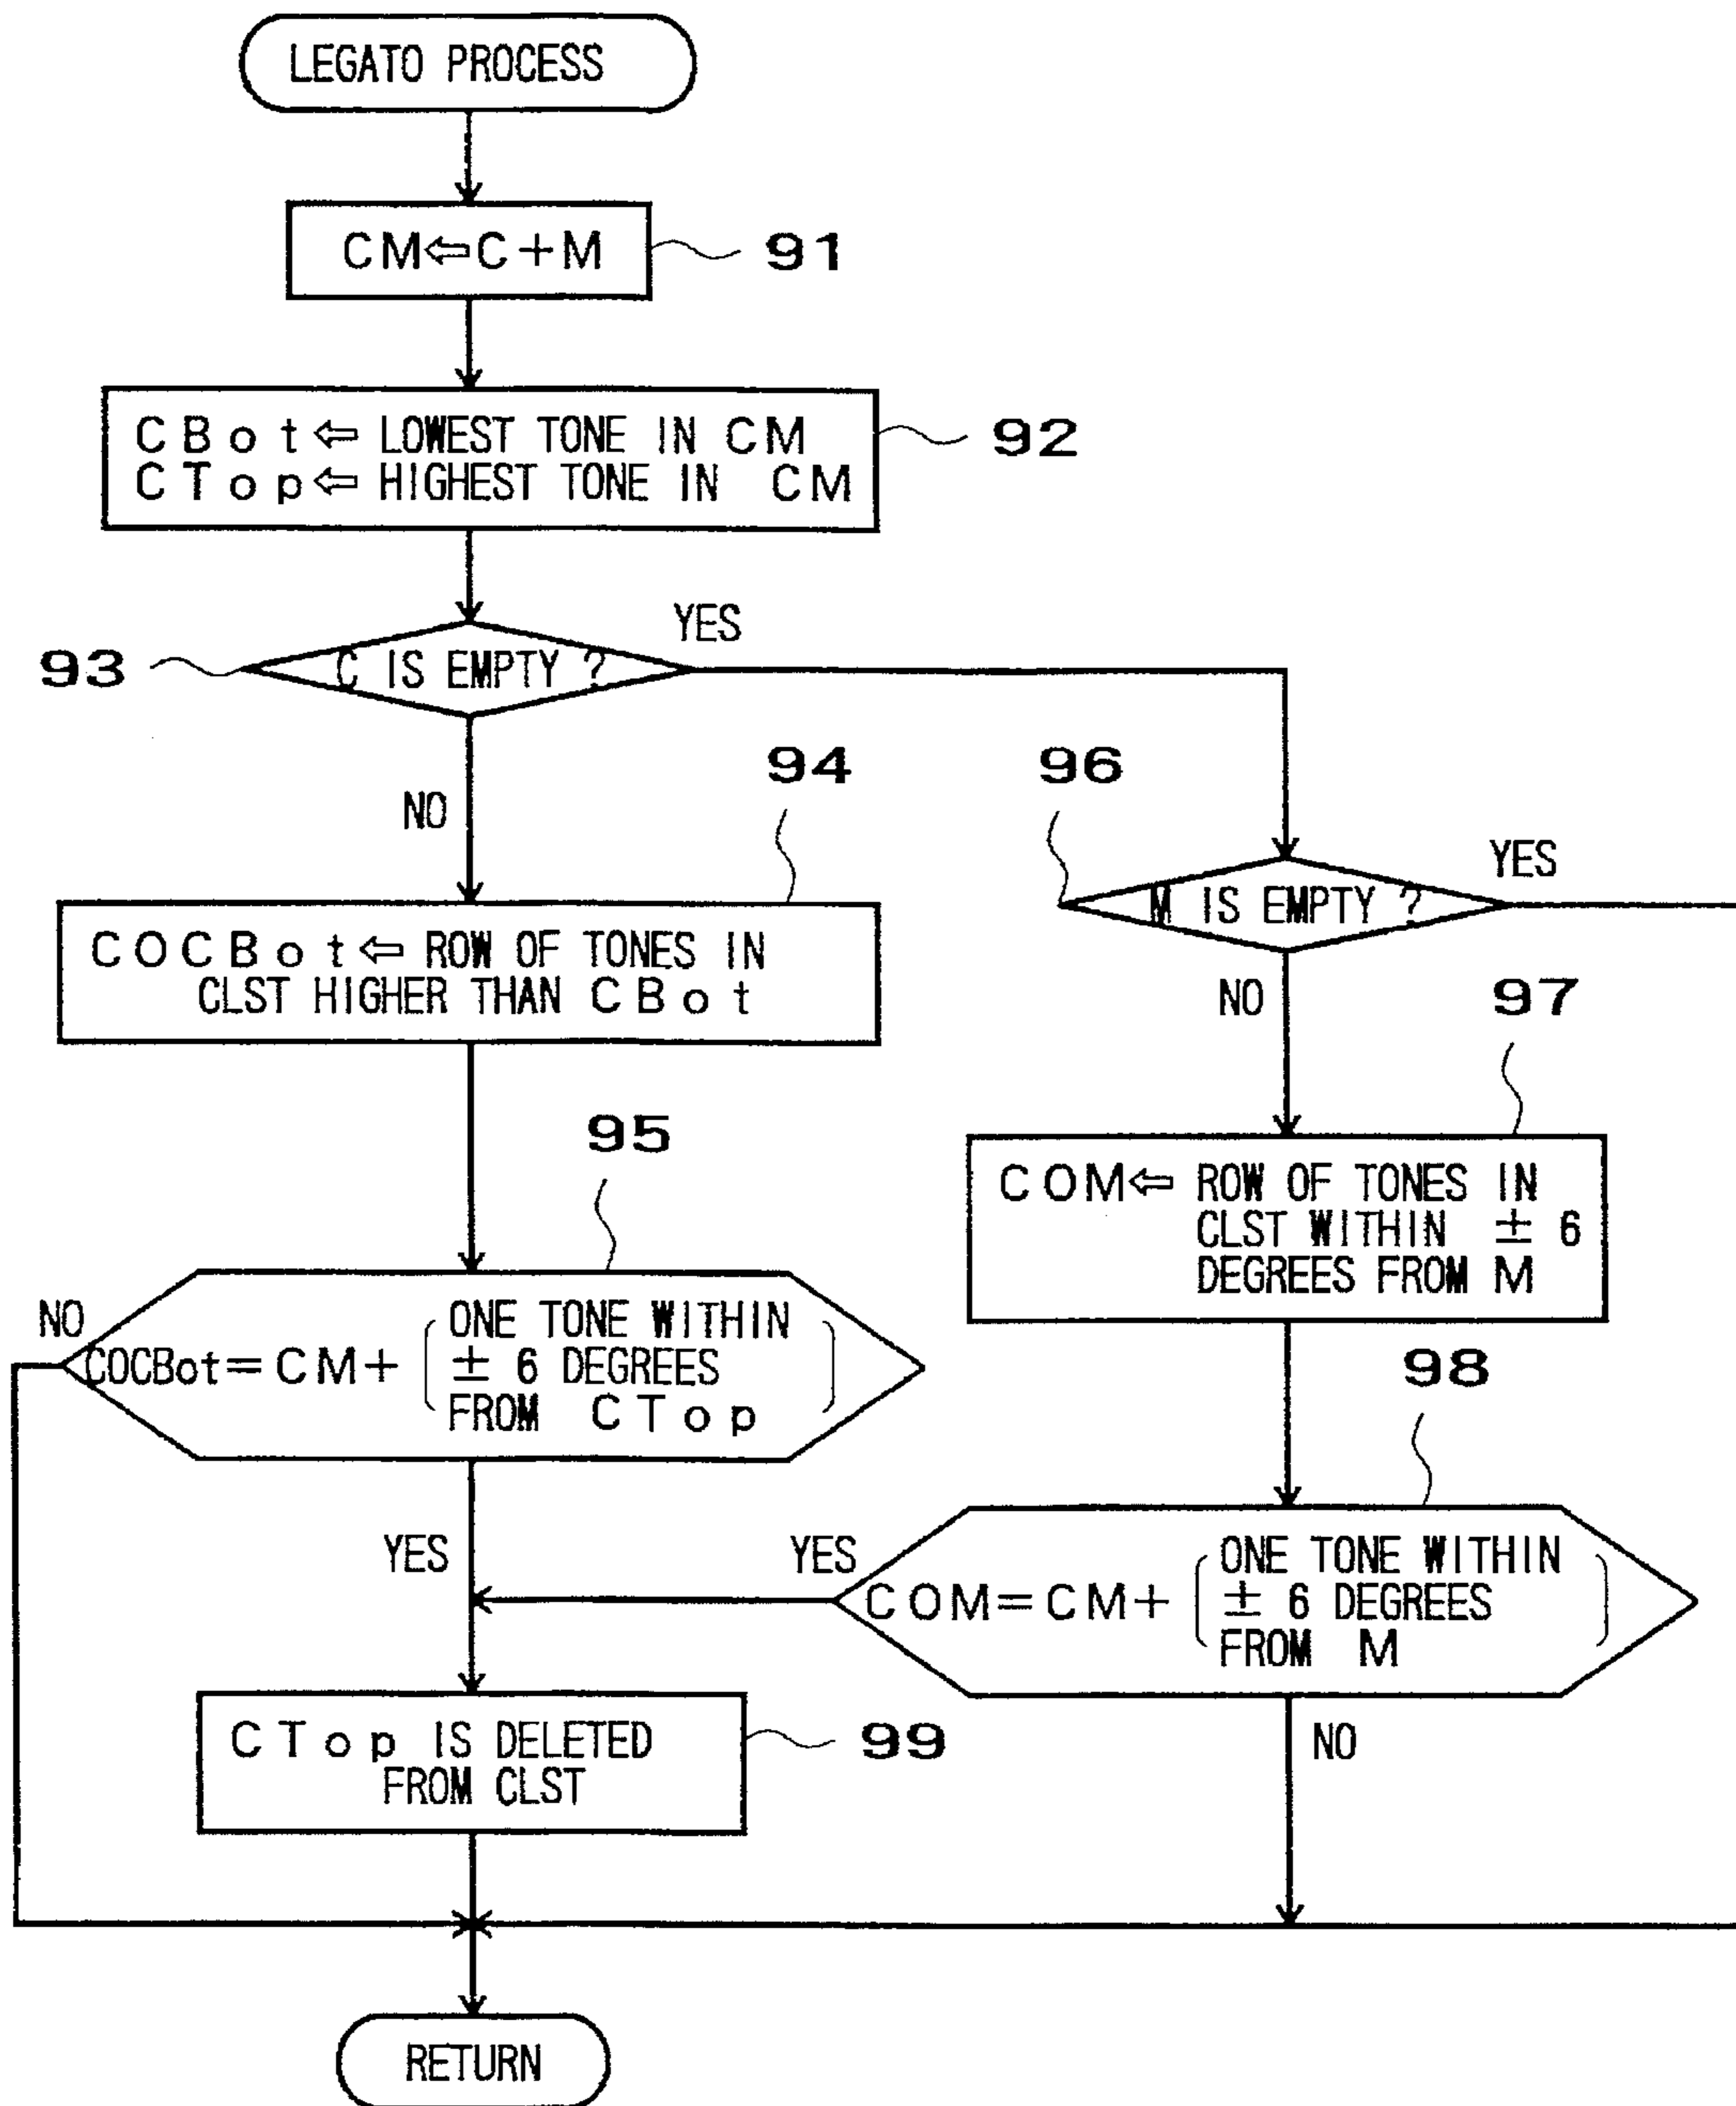 LEGATO PROCESS
CM⇦C+M
91
CBot⇦ LOWEST TONE IN CM
CTop⇦ HIGHEST TONE IN CM
92
93
C IS EMPTY ?
YES
NO
94
COCBot⇦ ROW OF TONES IN
CLST HIGHER THAN CBot
96
M IS EMPTY ?
YES
NO
97
COM⇦ ROW OF TONES IN
CLST WITHIN ± 6
DEGREES FROM M
95
NO
COCBot=CM+
ONE TONE WITHIN
± 6 DEGREES
FROM CTop
YES
98
YES
COM=CM+
ONE TONE WITHIN
± 6 DEGREES
FROM M
NO
CTop IS DELETED
FROM CLST
99
RETURN